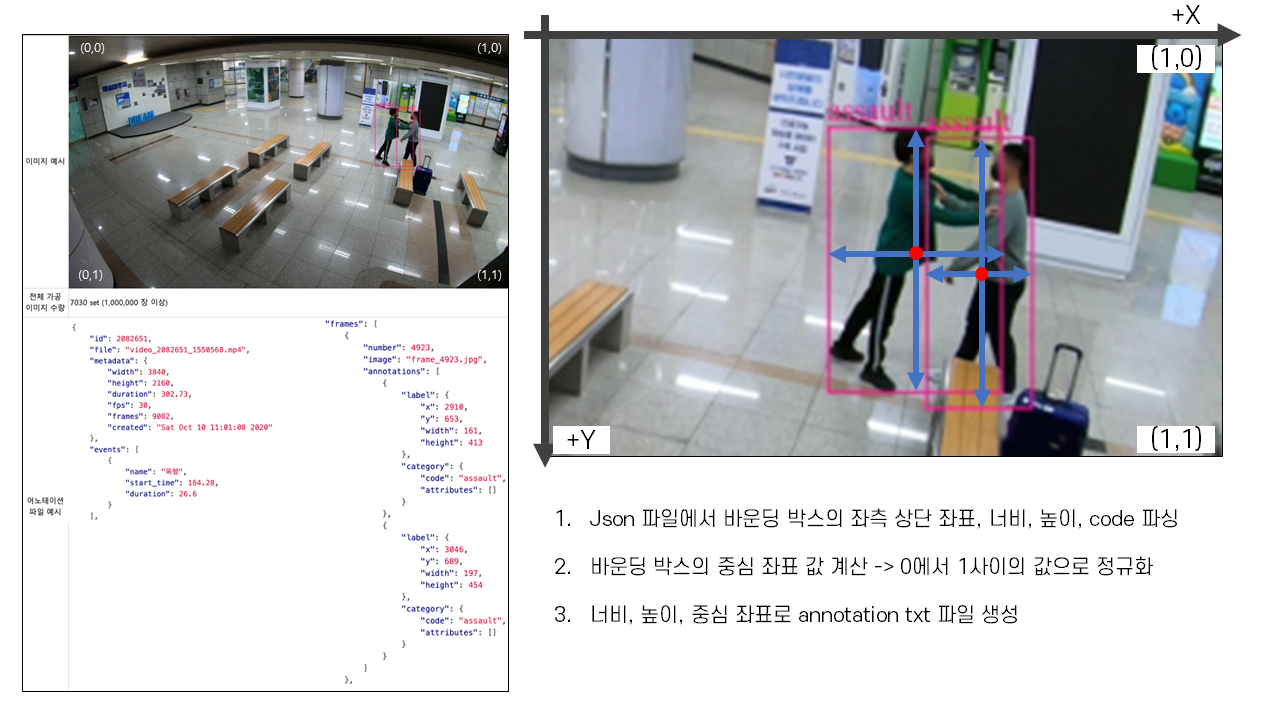 (0,0)
(1,0)
이미지 예시
DREAM
(0,1)
(1,1)
전체 가공
이미지 수량
7030 set (1,000,000 장 이상)
어노테이션
파일 예시
{
"id": 2082651,
"file": "video_2082651_1550568.mp4",
"metadata": {
"width": 3840,
"height": 2160,
"duration": 302.73,
"fps": 30,
"frames": 9082,
"created": "Sat Oct 10 11:01:08 2020"
},
"events": [
{
"name": "폭행",
"start_time": 164.28,
"duration": 26.6
}
],
"frames": [
{
"number": 4923,
"image": "frame_4923.jpg",
"annotations": [
{
"label": {
"x": 2910,
"y": 653,
"width": 161,
"height": 413
},
"category": {
"code": "assault",
"attributes": []
}
},
{
"label": {
"x": 3046,
"y": 689,
"width": 197,
"height": 454
},
"category": {
"code": "assault",
"attributes": []
}
}
]
},
+X
(1,0)
assault
assault
+Y
(1,1)
1. Json 파일에서 바운딩 박스의 좌측 상단 좌표, 너비, 높이, code 파싱
2. 바운딩 박스의 중심 좌표 값 계산 -> 0에서 1사이의 값으로 정규화
3. 너비, 높이, 중심 좌표로 annotation txt 파일 생성